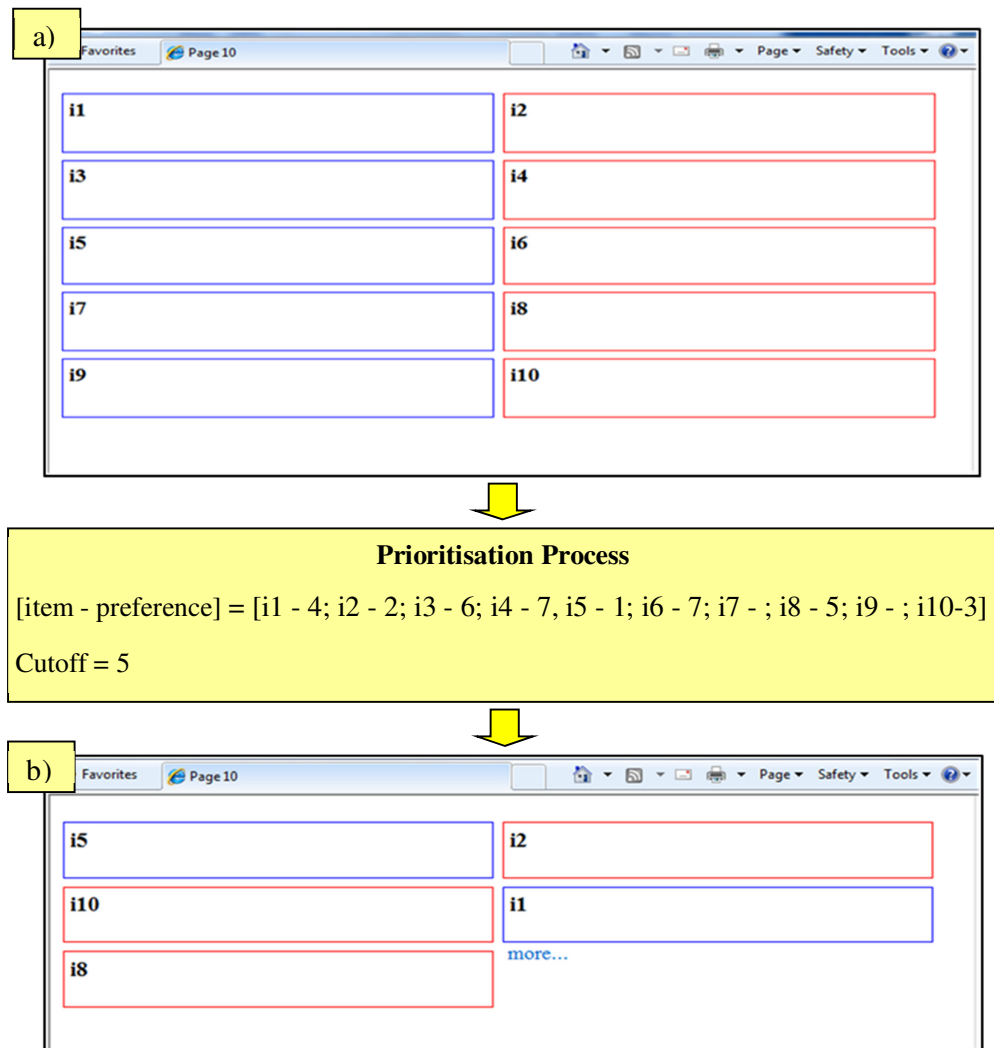 a)
Favorites Page 10 Page Safety Tools
i1 i2
i3 i4
i5 i6
i7 i8
i9 i10
Prioritisation Process
[item - preference] = [i1 - 4; i2 - 2; i3 - 6; i4 - 7, i5 - 1; i6 - 7; i7 - ; i8 - 5; i9 - ; i10-3]
Cutoff = 5
b)
Favorites Page 10 Page Safety Tools
i5 i2
i10 i1
more...
i8